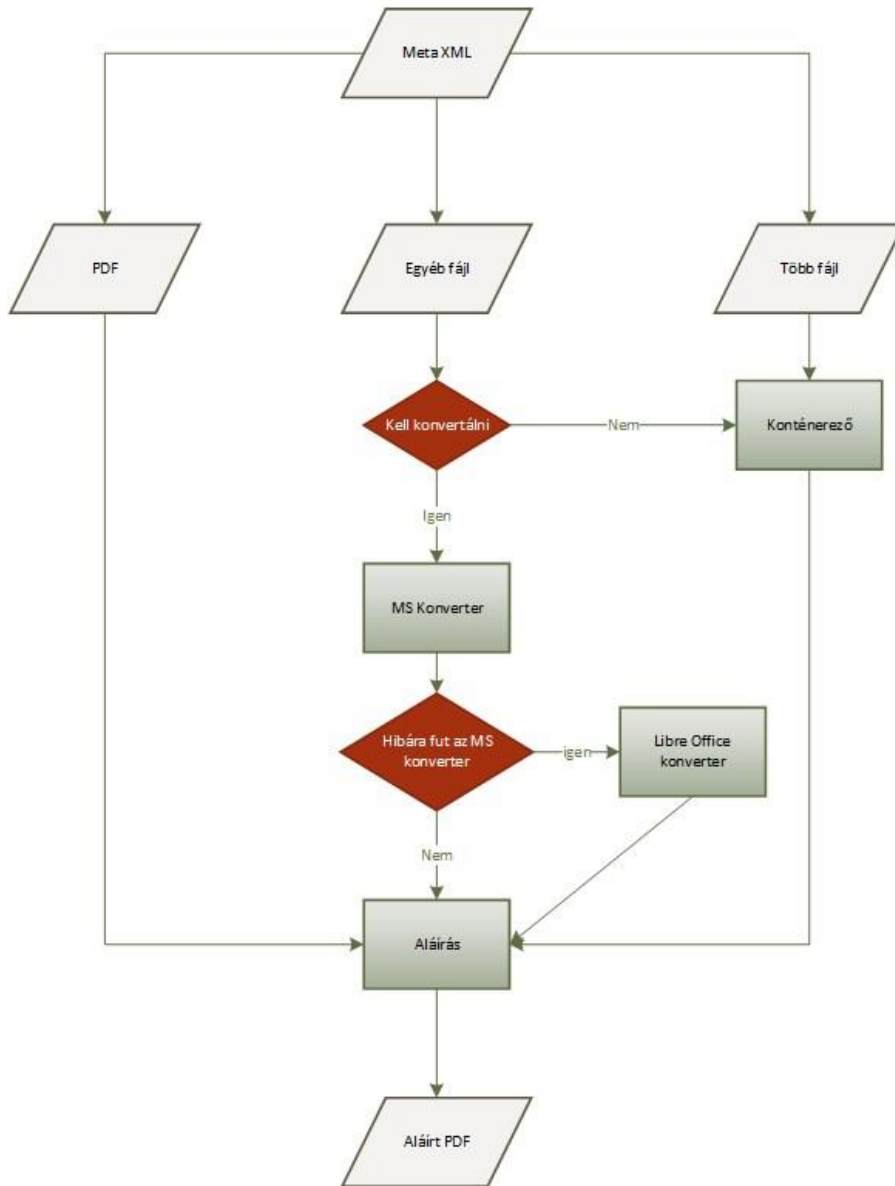 Meta XML
PDF
Egyéb fájl
Több fájl
Kell konvertálni
Nem
Konténerező
Igen
MS Konverter
Hibára fut az MS
konverter
igen
Libre Office
konverter
Nem
Aláírás
Aláírt PDF